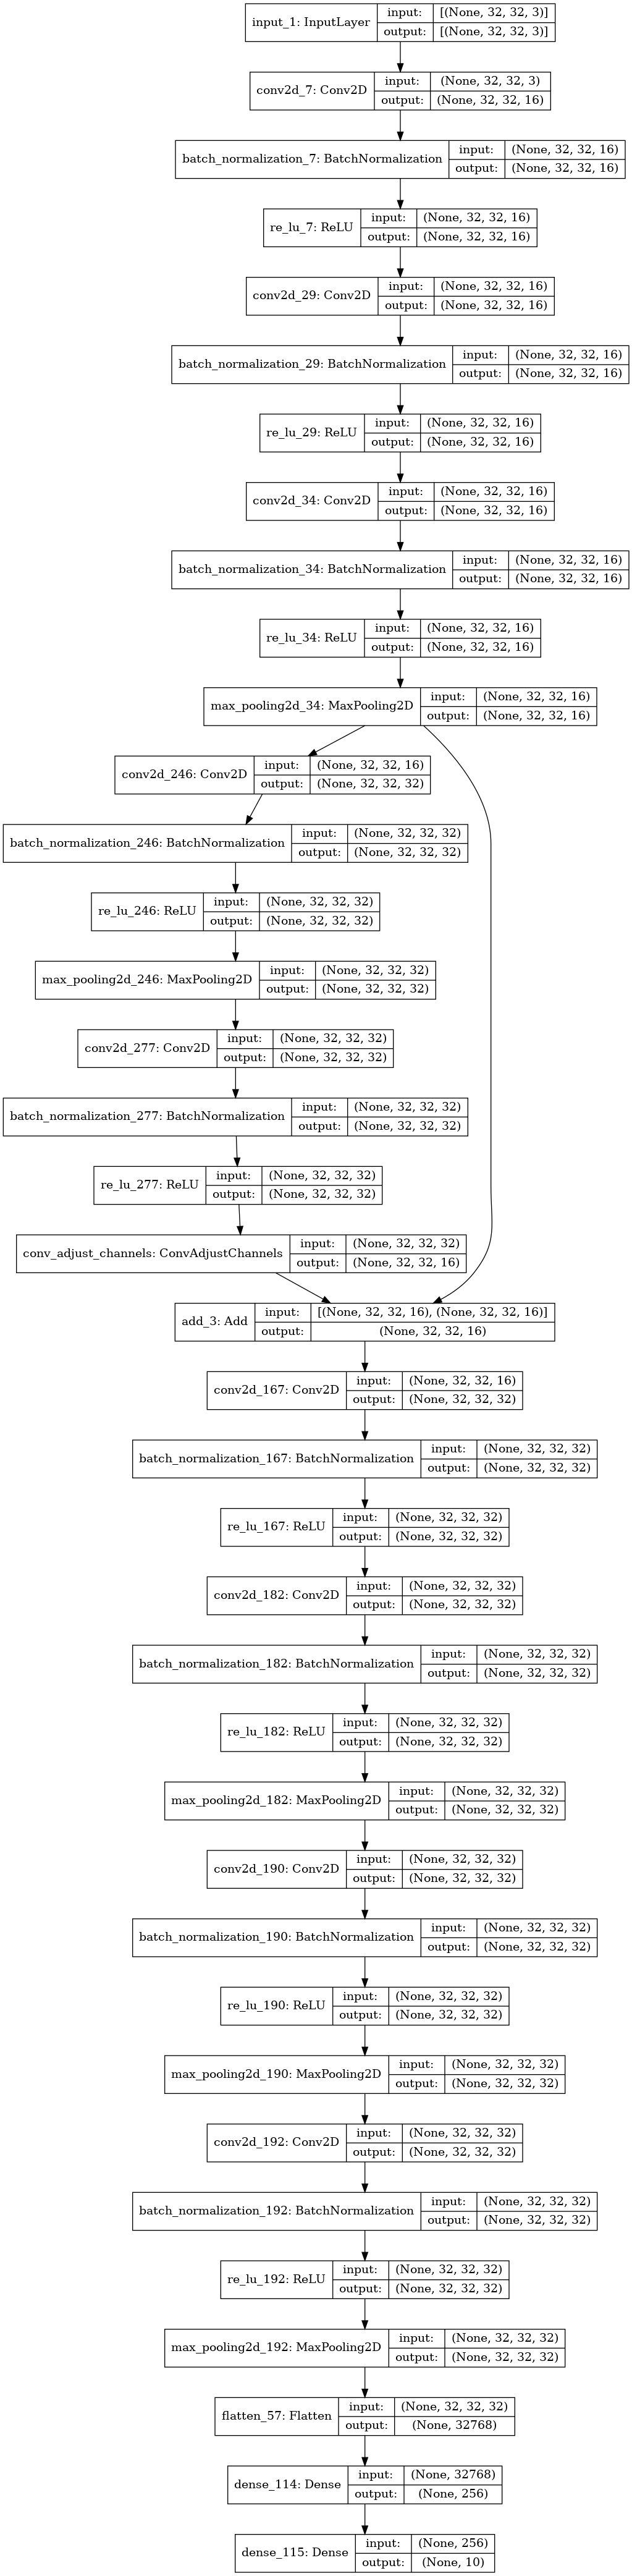 input_1: InputLayer
input: [(None, 32, 32, 3)]
output: [(None, 32, 32, 3)]
conv2d_7: Conv2D
input: (None, 32, 32, 3)
output: (None, 32, 32, 16)
batch_normalization_7: BatchNormalization
input: (None, 32, 32, 16)
output: (None, 32, 32, 16)
re_lu_7: ReLU
input: (None, 32, 32, 16)
output: (None, 32, 32, 16)
conv2d_29: Conv2D
input: (None, 32, 32, 16)
output: (None, 32, 32, 16)
batch_normalization_29: BatchNormalization
input: (None, 32, 32, 16)
output: (None, 32, 32, 16)
re_lu_29: ReLU
input: (None, 32, 32, 16)
output: (None, 32, 32, 16)
conv2d_34: Conv2D
input: (None, 32, 32, 16)
output: (None, 32, 32, 16)
batch_normalization_34: BatchNormalization
input: (None, 32, 32, 16)
output: (None, 32, 32, 16)
re_lu_34: ReLU
input: (None, 32, 32, 16)
output: (None, 32, 32, 16)
max_pooling2d_34: MaxPooling2D
input: (None, 32, 32, 16)
output: (None, 32, 32, 16)
conv2d_246: Conv2D
input: (None, 32, 32, 16)
output: (None, 32, 32, 32)
batch_normalization_246: BatchNormalization
input: (None, 32, 32, 32)
output: (None, 32, 32, 32)
re_lu_246: ReLU
input: (None, 32, 32, 32)
output: (None, 32, 32, 32)
max_pooling2d_246: MaxPooling2D
input: (None, 32, 32, 32)
output: (None, 32, 32, 32)
conv2d_277: Conv2D
input: (None, 32, 32, 32)
output: (None, 32, 32, 32)
batch_normalization_277: BatchNormalization
input: (None, 32, 32, 32)
output: (None, 32, 32, 32)
re_lu_277: ReLU
input: (None, 32, 32, 32)
output: (None, 32, 32, 32)
conv_adjust_channels: ConvAdjustChannels
input: (None, 32, 32, 32)
output: (None, 32, 32, 16)
add_3: Add
input: [(None, 32, 32, 16), (None, 32, 32, 16)]
output: (None, 32, 32, 16)
conv2d_167: Conv2D
input: (None, 32, 32, 16)
output: (None, 32, 32, 32)
batch_normalization_167: BatchNormalization
input: (None, 32, 32, 32)
output: (None, 32, 32, 32)
re_lu_167: ReLU
input: (None, 32, 32, 32)
output: (None, 32, 32, 32)
conv2d_182: Conv2D
input: (None, 32, 32, 32)
output: (None, 32, 32, 32)
batch_normalization_182: BatchNormalization
input: (None, 32, 32, 32)
output: (None, 32, 32, 32)
re_lu_182: ReLU
input: (None, 32, 32, 32)
output: (None, 32, 32, 32)
max_pooling2d_182: MaxPooling2D
input: (None, 32, 32, 32)
output: (None, 32, 32, 32)
conv2d_190: Conv2D
input: (None, 32, 32, 32)
output: (None, 32, 32, 32)
batch_normalization_190: BatchNormalization
input: (None, 32, 32, 32)
output: (None, 32, 32, 32)
re_lu_190: ReLU
input: (None, 32, 32, 32)
output: (None, 32, 32, 32)
max_pooling2d_190: MaxPooling2D
input: (None, 32, 32, 32)
output: (None, 32, 32, 32)
conv2d_192: Conv2D
input: (None, 32, 32, 32)
output: (None, 32, 32, 32)
batch_normalization_192: BatchNormalization
input: (None, 32, 32, 32)
output: (None, 32, 32, 32)
re_lu_192: ReLU
input: (None, 32, 32, 32)
output: (None, 32, 32, 32)
max_pooling2d_192: MaxPooling2D
input: (None, 32, 32, 32)
output: (None, 32, 32, 32)
flatten_57: Flatten
input: (None, 32, 32, 32)
output: (None, 32768)
dense_114: Dense
input: (None, 32768)
output: (None, 256)
dense_115: Dense
input: (None, 256)
output: (None, 10)